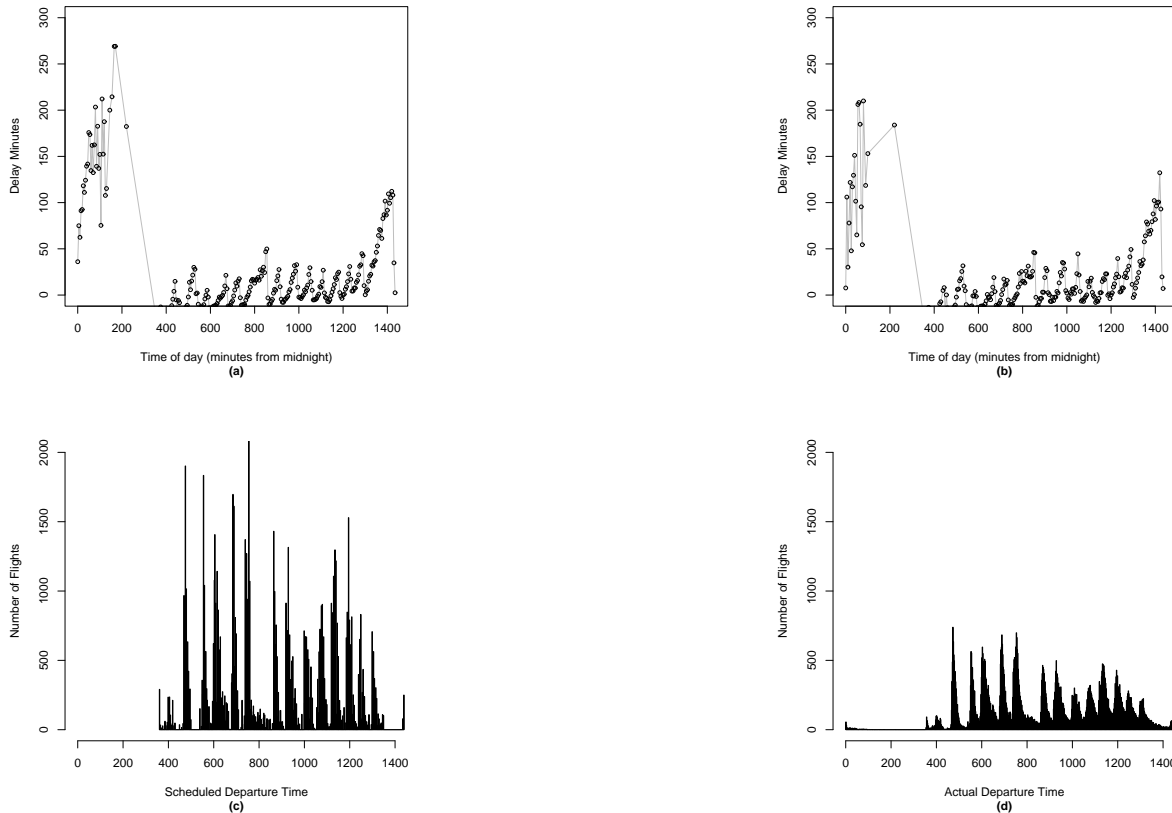 300
250
200
150
100
50
0
Delay Minutes
0 200 400 600 800 1000 1200 1400
Time of day (minutes from midnight)
(a)
300
250
200
150
100
50
0
Delay Minutes
0 200 400 600 800 1000 1200 1400
Time of day (minutes from midnight)
(b)
2000
1500
1000
500
0
Number of Flights
0 200 400 600 800 1000 1200 1400
Scheduled Departure Time
(c)
2000
1500
1000
500
0
Number of Flights
0 200 400 600 800 1000 1200 1400
Actual Departure Time
(d)